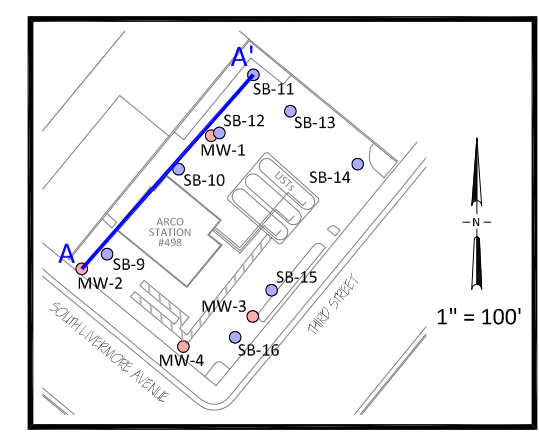 A'
SB-11
SB-12
SB-13
MW-1
SB-14
SB-10
USTs
ARCO
STATION
#498
N
A
SB-9
MW-2
SB-15
MW-3
1" = 100'
SOUTH LIVERMORE AVENUE
THIRD STREET
SB-16
MW-4